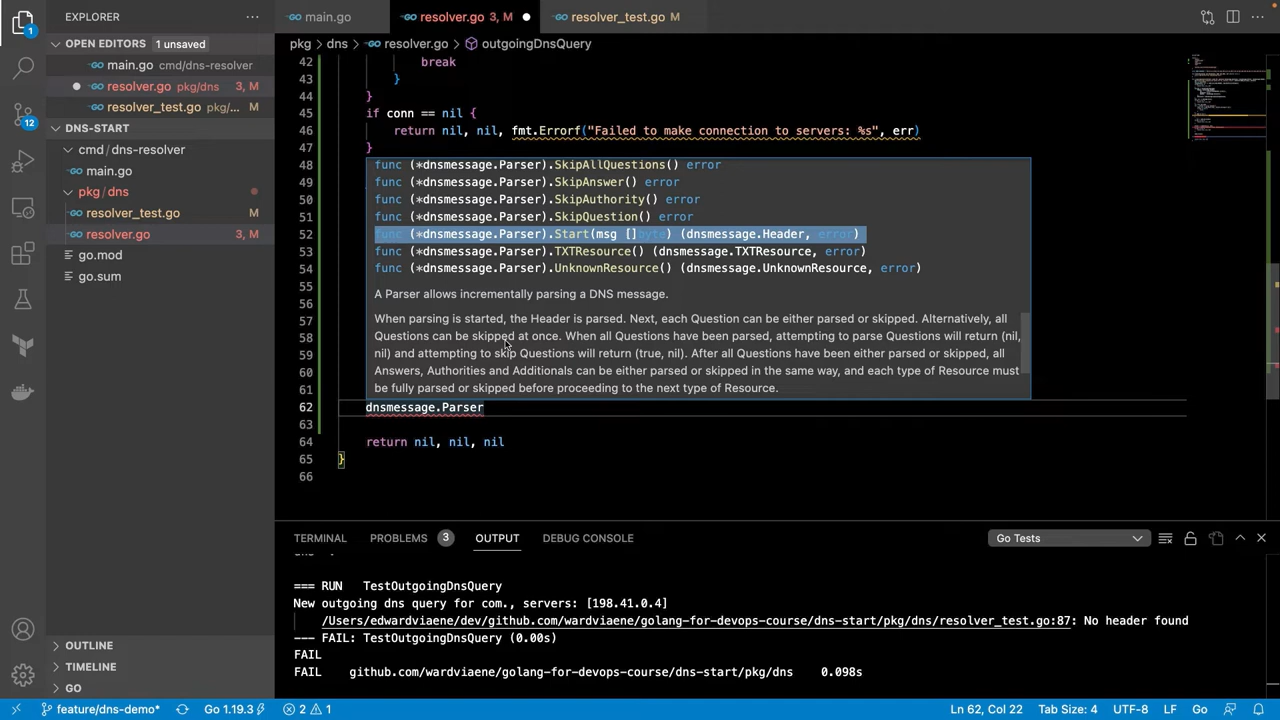 EXPLORER
main.go
resolver.go 3, M
resolver_test.go M
OPEN EDITORS 1 unsaved
main.go cmd/dns-resolver
resolver.go pkg/dns 3, M
resolver_test.go pkg/... M
DNS-START
cmd/dns-resolver
main.go
pkg/dns
resolver_test.go M
resolver.go 3, M
go.mod
go.sum
OUTLINE
TIMELINE
GO
1
12
pkg > dns > resolver.go > outgoingDnsQuery
42 break
43 }
44 }
45 if conn == nil {
46 return nil, nil, fmt.Errorf("Failed to make connection to servers: %s", err)
47 }
48 func (*dnsmessage.Parser).SkipAllQuestions() error
49 func (*dnsmessage.Parser).SkipAnswer() error
50 func (*dnsmessage.Parser).SkipAuthority() error
51 func (*dnsmessage.Parser).SkipQuestion() error
52 func (*dnsmessage.Parser).Start(msg []byte) (dnsmessage.Header, error)
53 func (*dnsmessage.Parser).TXTResource() (dnsmessage.TXTResource, error)
54 func (*dnsmessage.Parser).UnknownResource() (dnsmessage.UnknownResource, error)
55
A Parser allows incrementally parsing a DNS message.
56
57 When parsing is started, the Header is parsed. Next, each Question can be either parsed or skipped. Alternatively, all
58 Questions can be skipped at once. When all Questions have been parsed, attempting to parse Questions will return (nil,
59 nil) and attempting to skip Questions will return (true, nil). After all Questions have been either parsed or skipped, all
60 Answers, Authorities and Additionals can be either parsed or skipped in the same way, and each type of Resource must
61 be fully parsed or skipped before proceeding to the next type of Resource.
62 dnsmessage.Parser
63
64 return nil, nil, nil
65 }
66
TERMINAL PROBLEMS 3 OUTPUT DEBUG CONSOLE Go Tests
=== RUN TestOutgoingDnsQuery
New outgoing dns query for com., servers: [198.41.0.4]
/Users/edwardviaene/dev/github.com/wardviaene/golang-for-devops-course/dns-start/pkg/dns/resolver_test.go:87: No header found
--- FAIL: TestOutgoingDnsQuery (0.00s)
FAIL
FAIL github.com/wardviaene/golang-for-devops-course/dns-start/pkg/dns 0.098s
feature/dns-demo* Go 1.19.3 2 1 Ln 62, Col 22 Tab Size: 4 UTF-8 LF Go